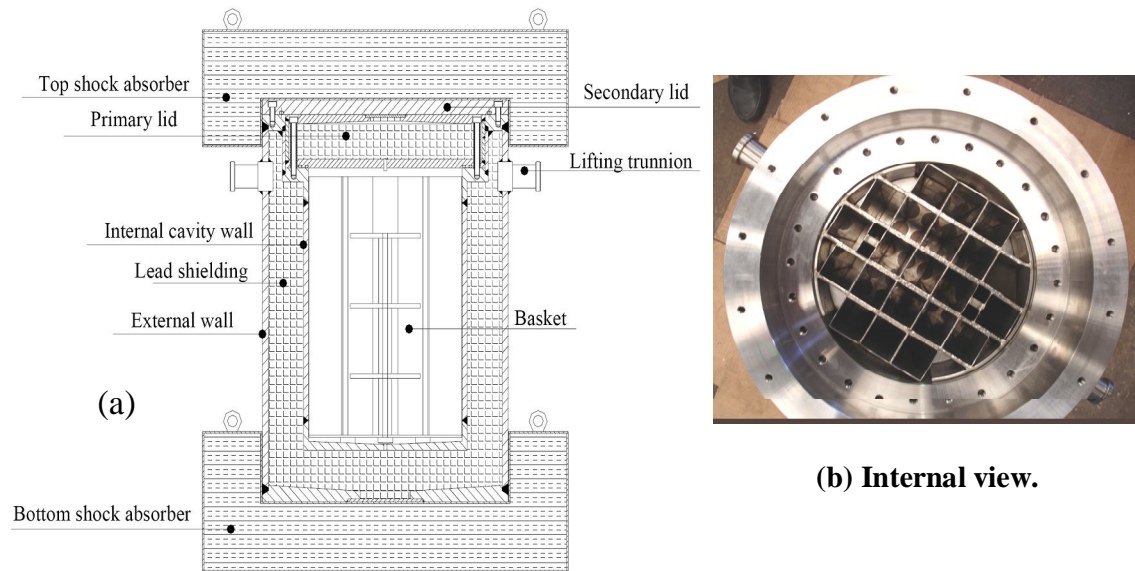 Top shock absorber
Primary lid
Secondary lid
Lifting trunnion
Internal cavity wall
Lead shielding
External wall
Basket
(a)
Bottom shock absorber
(b) Internal view.